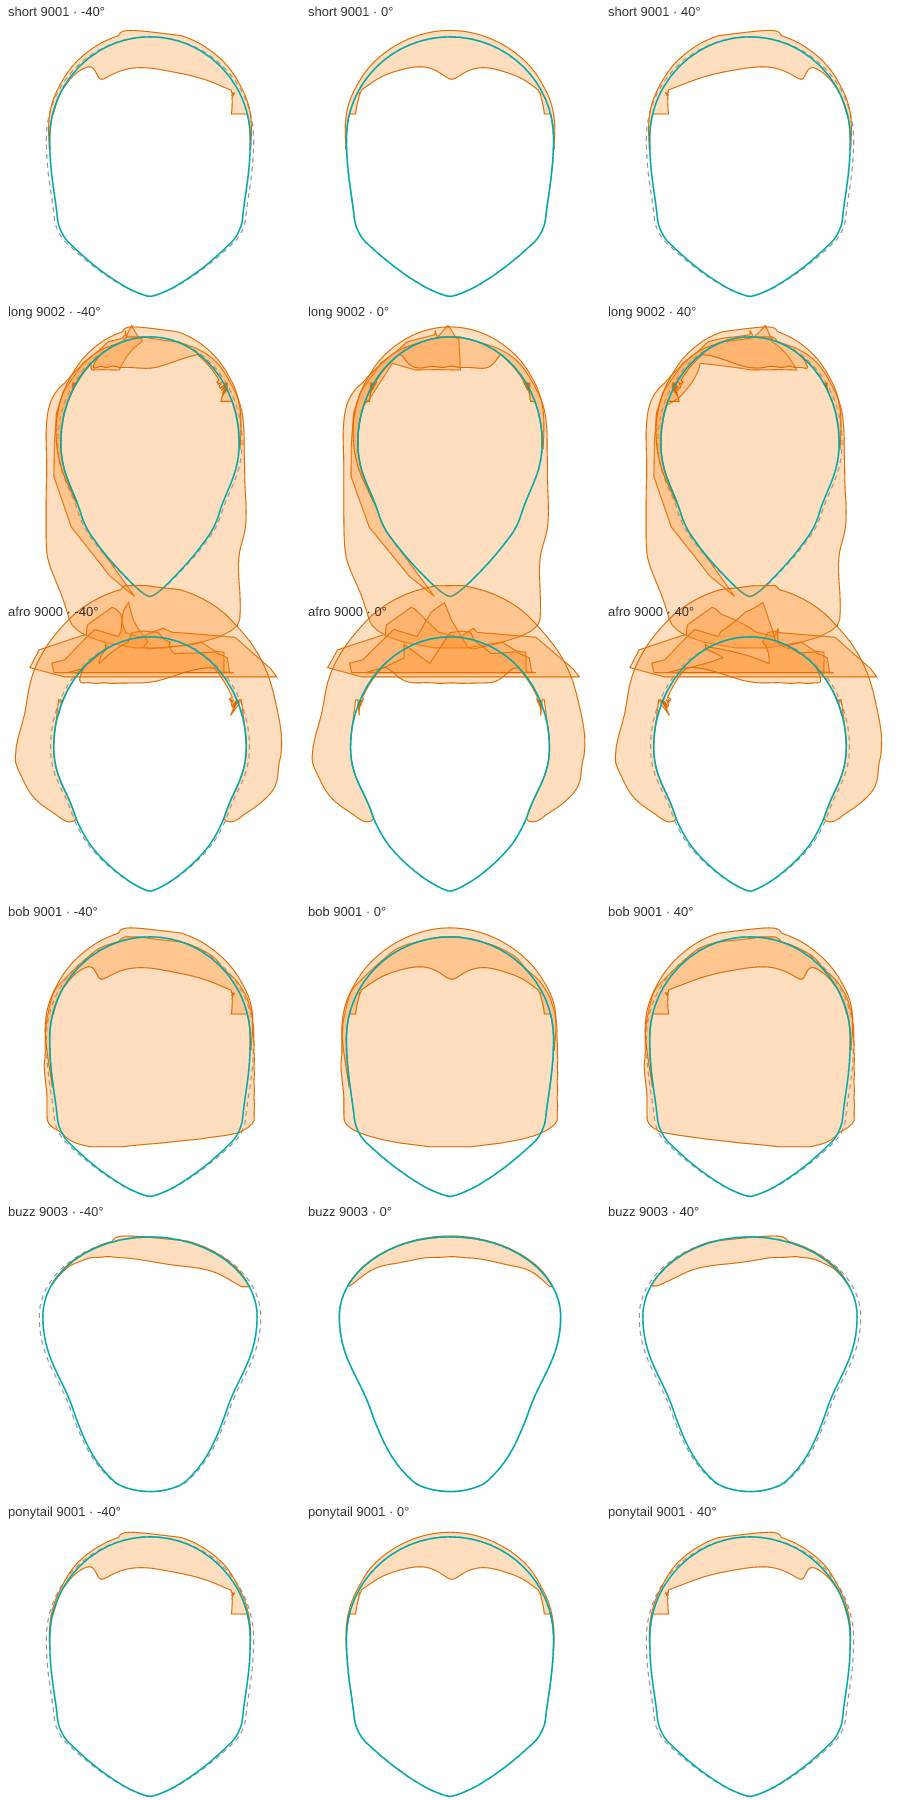 short 9001 · -40°
short 9001 · 0°
short 9001 · 40°
long 9002 · -40°
long 9002 · 0°
long 9002 · 40°
afro 9000 · -40°
afro 9000 · 0°
afro 9000 · 40°
bob 9001 · -40°
bob 9001 · 0°
bob 9001 · 40°
buzz 9003 · -40°
buzz 9003 · 0°
buzz 9003 · 40°
ponytail 9001 · -40°
ponytail 9001 · 0°
ponytail 9001 · 40°